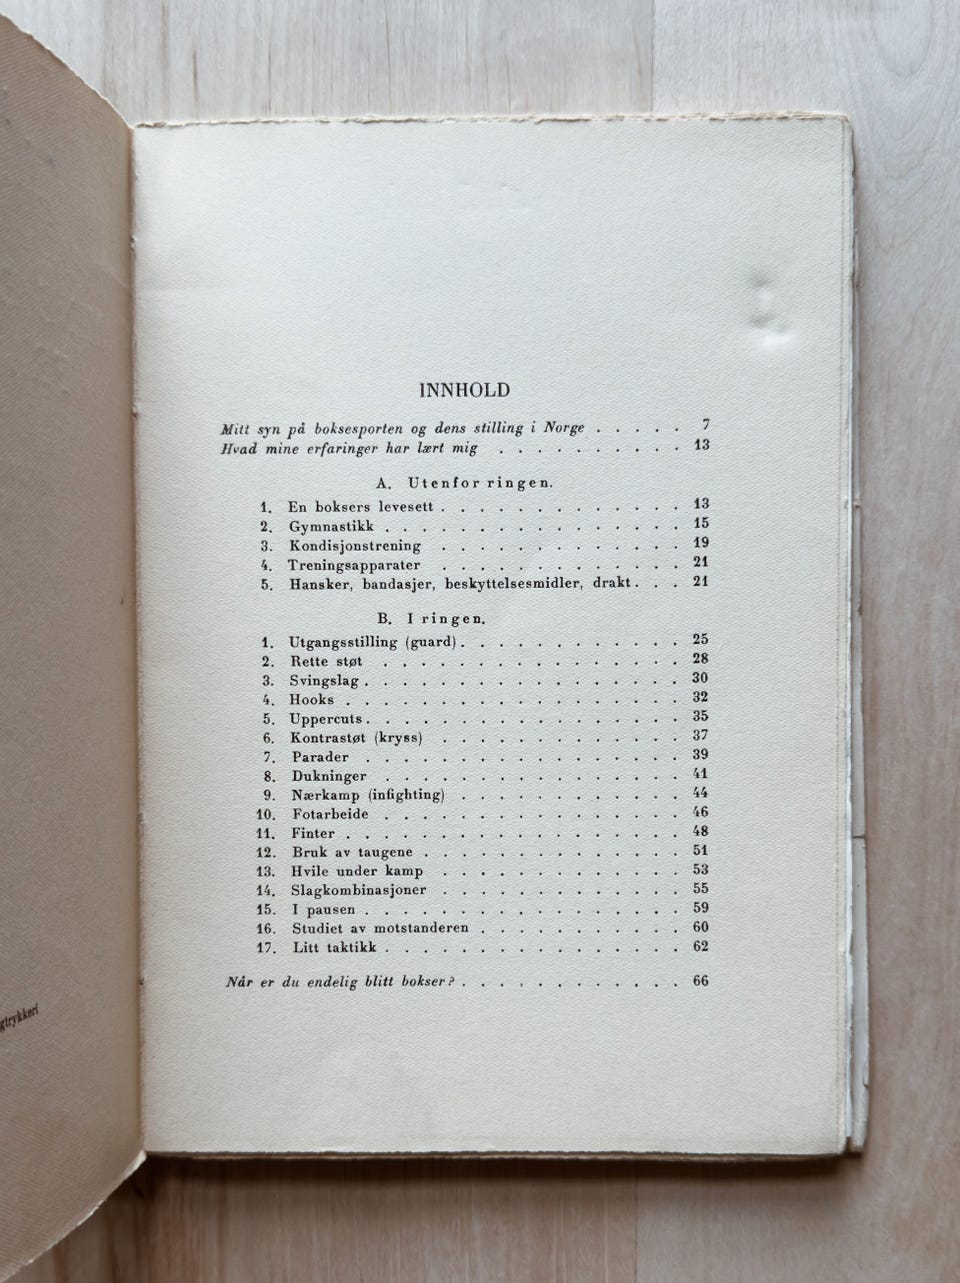 INNHOLD
Mitt syn på boksesporten og dens stilling i Norge . . . . . 7
Hvad mine erfaringer har lært mig . . . . . . . . . . 13
A. Utenfor ringen.
1. En boksers levesett . . . . . . . . . . . . . 13
2. Gymnastikk . . . . . . . . . . . . . . . . 15
3. Kondisjonstrening . . . . . . . . . . . . . 19
4. Treningsapparater . . . . . . . . . . . . . 21
5. Hansker, bandasjer, beskyttelsesmidler, drakt . . . 21
B. I ringen.
1. Utgangsstilling (guard) . . . . . . . . . . . . 25
2. Rette støt . . . . . . . . . . . . . . . . 28
3. Svingslag . . . . . . . . . . . . . . . . . 30
4. Hooks . . . . . . . . . . . . . . . . . . 32
5. Uppercuts . . . . . . . . . . . . . . . . . 35
6. Kontrastøt (kryss) . . . . . . . . . . . . . 37
7. Parader . . . . . . . . . . . . . . . . . 39
8. Dukninger . . . . . . . . . . . . . . . . 41
9. Nærkamp (infighting) . . . . . . . . . . . . 44
10. Fotarbeide . . . . . . . . . . . . . . . . 46
11. Finter . . . . . . . . . . . . . . . . . . 48
12. Bruk av taugene . . . . . . . . . . . . . . 51
13. Hvile under kamp . . . . . . . . . . . . . 53
14. Slagkombinasjoner . . . . . . . . . . . . . 55
15. I pausen . . . . . . . . . . . . . . . . . 59
16. Studiet av motstanderen . . . . . . . . . . . 60
17. Litt taktikk . . . . . . . . . . . . . . . . 62
Når er du endelig blitt bokser? . . . . . . . . . . . . 66